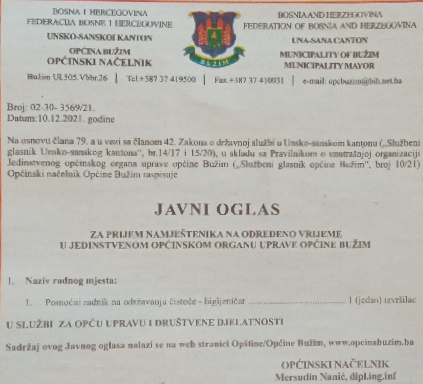 BOSNA I HERCEGOVINA
FEDERACIJA BOSNE I HERCEGOVINE
UNSKO-SANSKI KANTON
OPĆINA BUŽIM
OPĆINSKI NAČELNIK
BUŽIM
BOSNIA AND HERZEGOVINA
FEDERATION OF BOSNIA AND HERZEGOVINA
UNA-SANA CANTON
MUNICIPALITY OF BUŽIM
MUNICIPALITY MAYOR
Bužim Ul.505.Vbbr.26 | Tel:+387 37 419500 | Fax.+387 37 410031 | e-mail: opcbuzim@bih.net.ba
Broj: 02-30- 3569/21.
Datum:10.12.2021. godine
Na osnovu člana 79. a u vezi sa članom 42. Zakona o državnoj službi u Unsko-sanskom kantonu („Službeni
glasnik Unsko-sanskog kantona", br.14/17 i 15/20), u skladu sa Pravilnikom o unutrašnjoj organizaciji
Jedinstvenog općinskog organa uprave općine Bužim („Službeni glasnik općine Bužim", broj 10/21)
Općinski načelnik Općine Bužim raspisuje
JAVNI OGLAS
ZA PRIJEM NAMJEŠTENIKA NA ODREĐENO VRIJEME
U JEDINSTVENOM OPĆINSKOM ORGANU UPRAVE OPĆINE BUŽIM
1. Naziv radnog mjesta:
1. Pomoćni radnik na održavanju čistoće - higijeničar ............................ 1 (jedan) izvršilac
U SLUŽBI ZA OPĆU UPRAVU I DRUŠTVENE DJELATNOSTI
Sadržaj ovog Javnog oglasa nalazi se na web stranici Opštine/Općine Bužim, www.opcinabuzim.ba
OPĆINSKI NAČELNIK
Mersudin Nanić, dipl.ing.inf